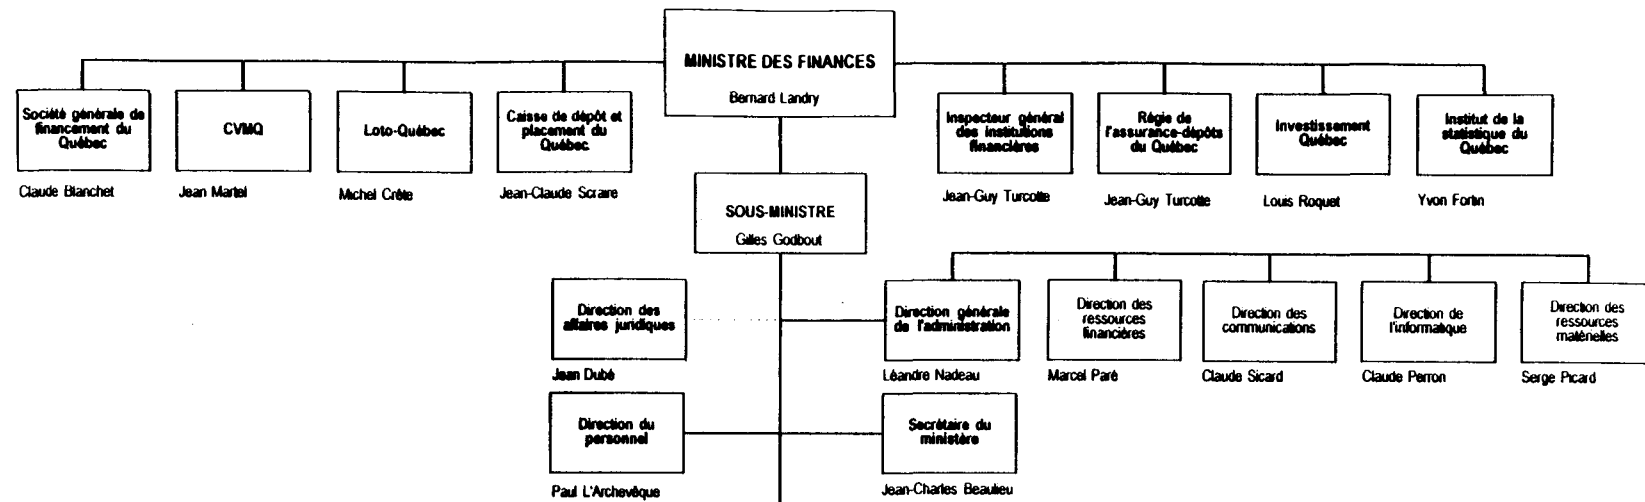 MINISTRE DES FINANCES
Bernard Landry
Société générale de
financement du
Québec
Claude Blanchet
CVMQ
Jean Martel
Loto-Québec
Michel Crête
Caisse de dépôt et
placement du
Québec
Jean-Claude Scraire
Inspecteur général
des institutions
financières
Jean-Guy Turcotte
Régie de
l'assurance-dépôts
du Québec
Jean-Guy Turcotte
Investissement
Québec
Louis Roquet
Institut de la
statistique du
Québec
Yvon Fortin
SOUS-MINISTRE
Gilles Godbout
Direction des
affaires juridiques
Jean Dubé
Direction générale
de l'administration
Léandre Nadeau
Direction des
ressources
financières
Marcel Paré
Direction des
communications
Claude Sicard
Direction de
l'informatique
Claude Perron
Direction des
ressources
matérielles
Serge Picard
Direction du
personnel
Paul L'Archevêque
Secrétaire du
ministère
Jean-Charles Beaulieu